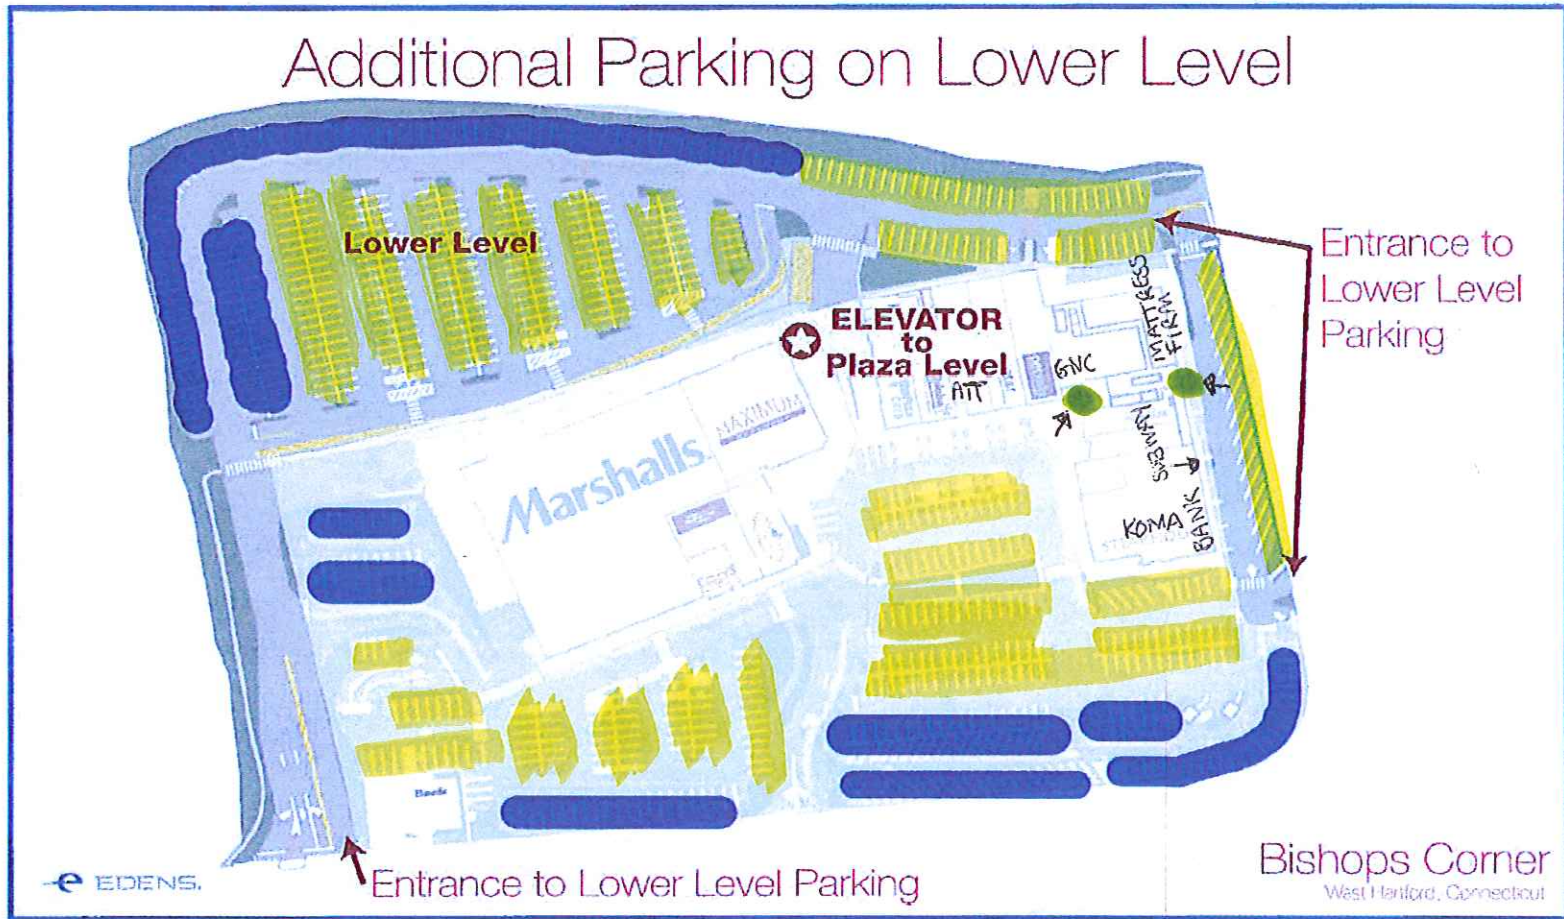 Additional Parking on Lower Level
Lower Level
Entrance to
Lower Level
Parking
MATTRESS
FIRM
ELEVATOR
to
Plaza Level
GNC
ATT
MAXIMUM
Marshalls
SUBWAY
KOMA
BANK
Entrance to Lower Level Parking
e EDENS.
Bishops Corner
West Hartford, Connecticut